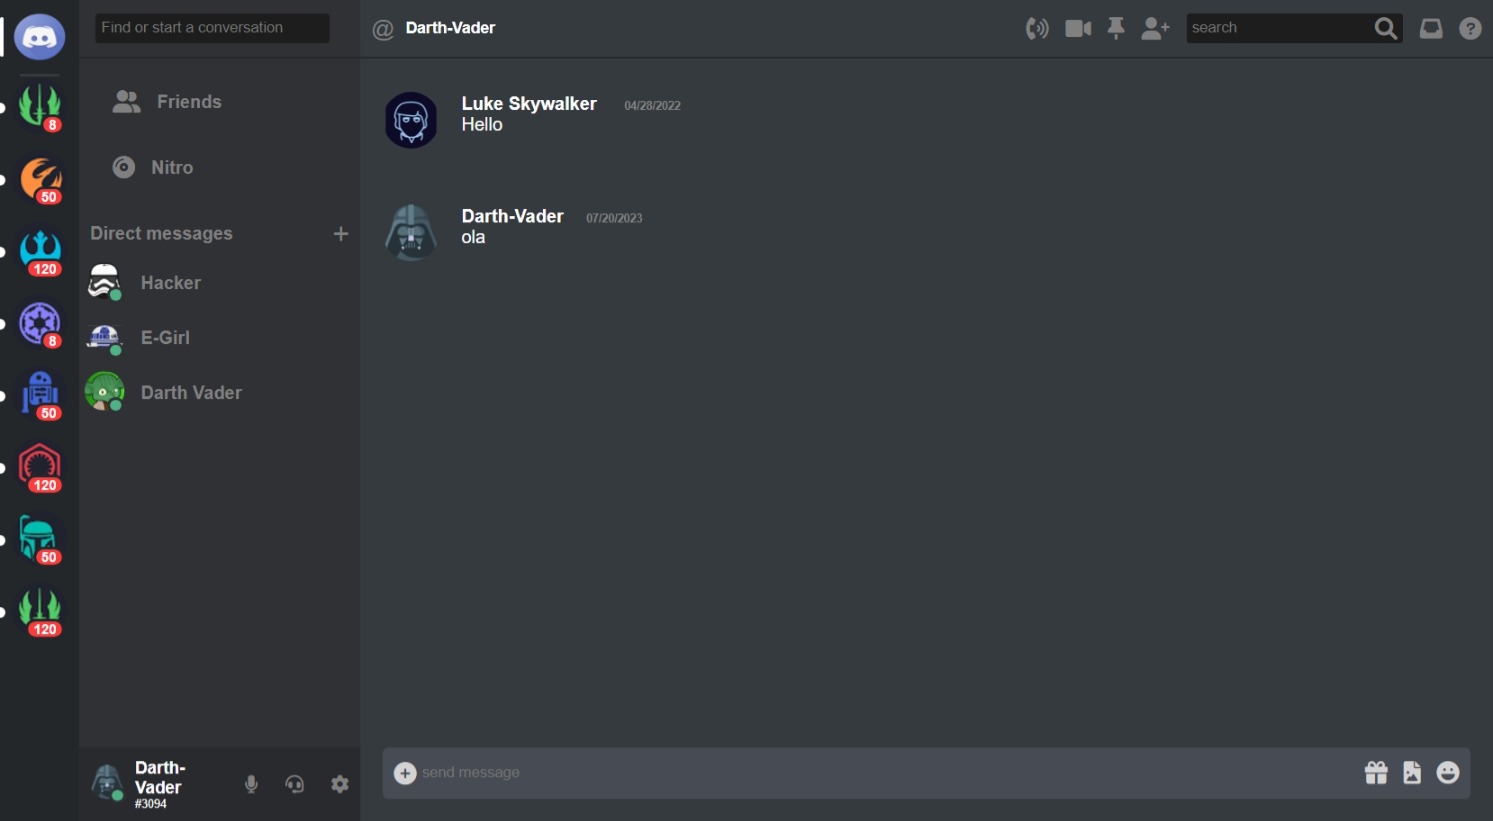 Find or start a conversation
@ Darth-Vader
search
?
8
50
120
8
50
120
50
120
Friends
Nitro
Direct messages +
Hacker
E-Girl
Darth Vader
Darth-
Vader
#3094
Luke Skywalker 04/28/2022
Hello
Darth-Vader 07/20/2023
ola
send message